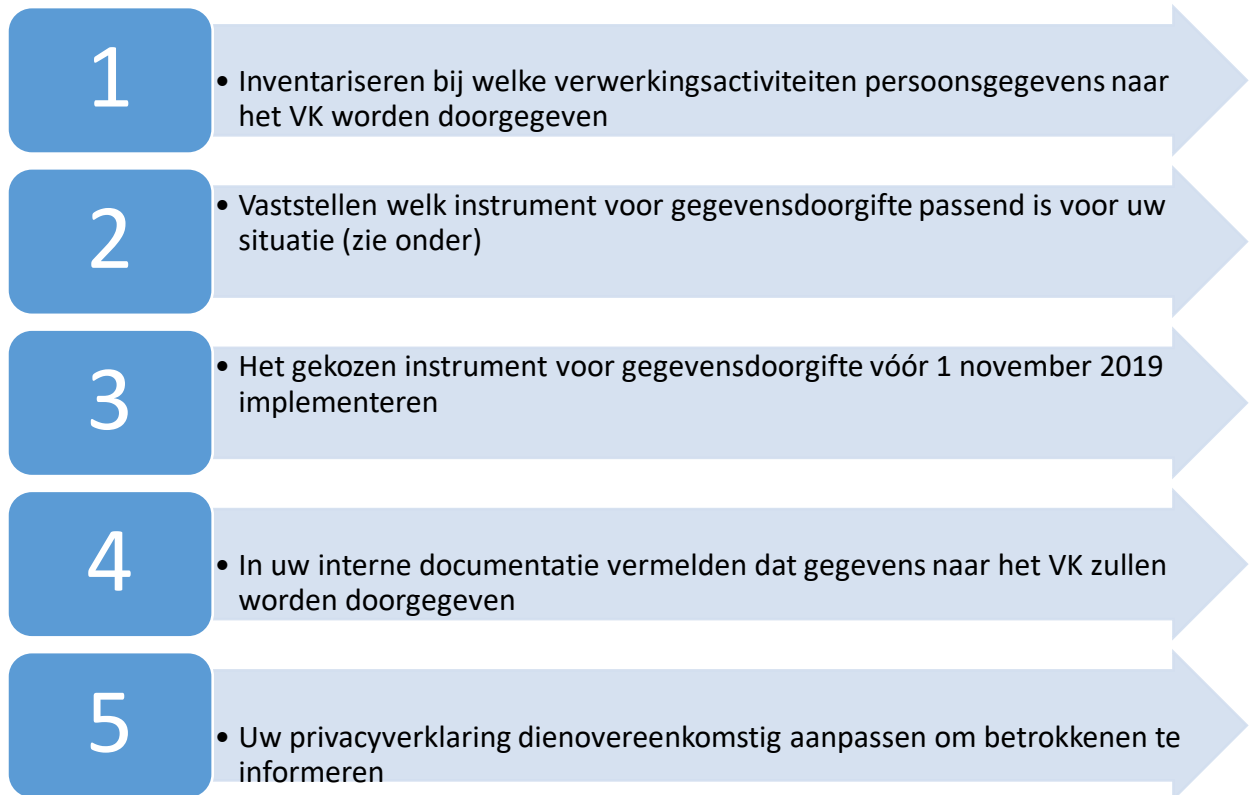 1
• Inventariseren bij welke verwerkingsactiviteiten persoonsgegevens naar
het VK worden doorgegeven
2
• Vaststellen welk instrument voor gegevensdoorgifte passend is voor uw
situatie (zie onder)
3
• Het gekozen instrument voor gegevensdoorgifte vóór 1 november 2019
implementeren
4
• In uw interne documentatie vermelden dat gegevens naar het VK zullen
worden doorgegeven
5
• Uw privacyverklaring dienovereenkomstig aanpassen om betrokkenen te
informeren